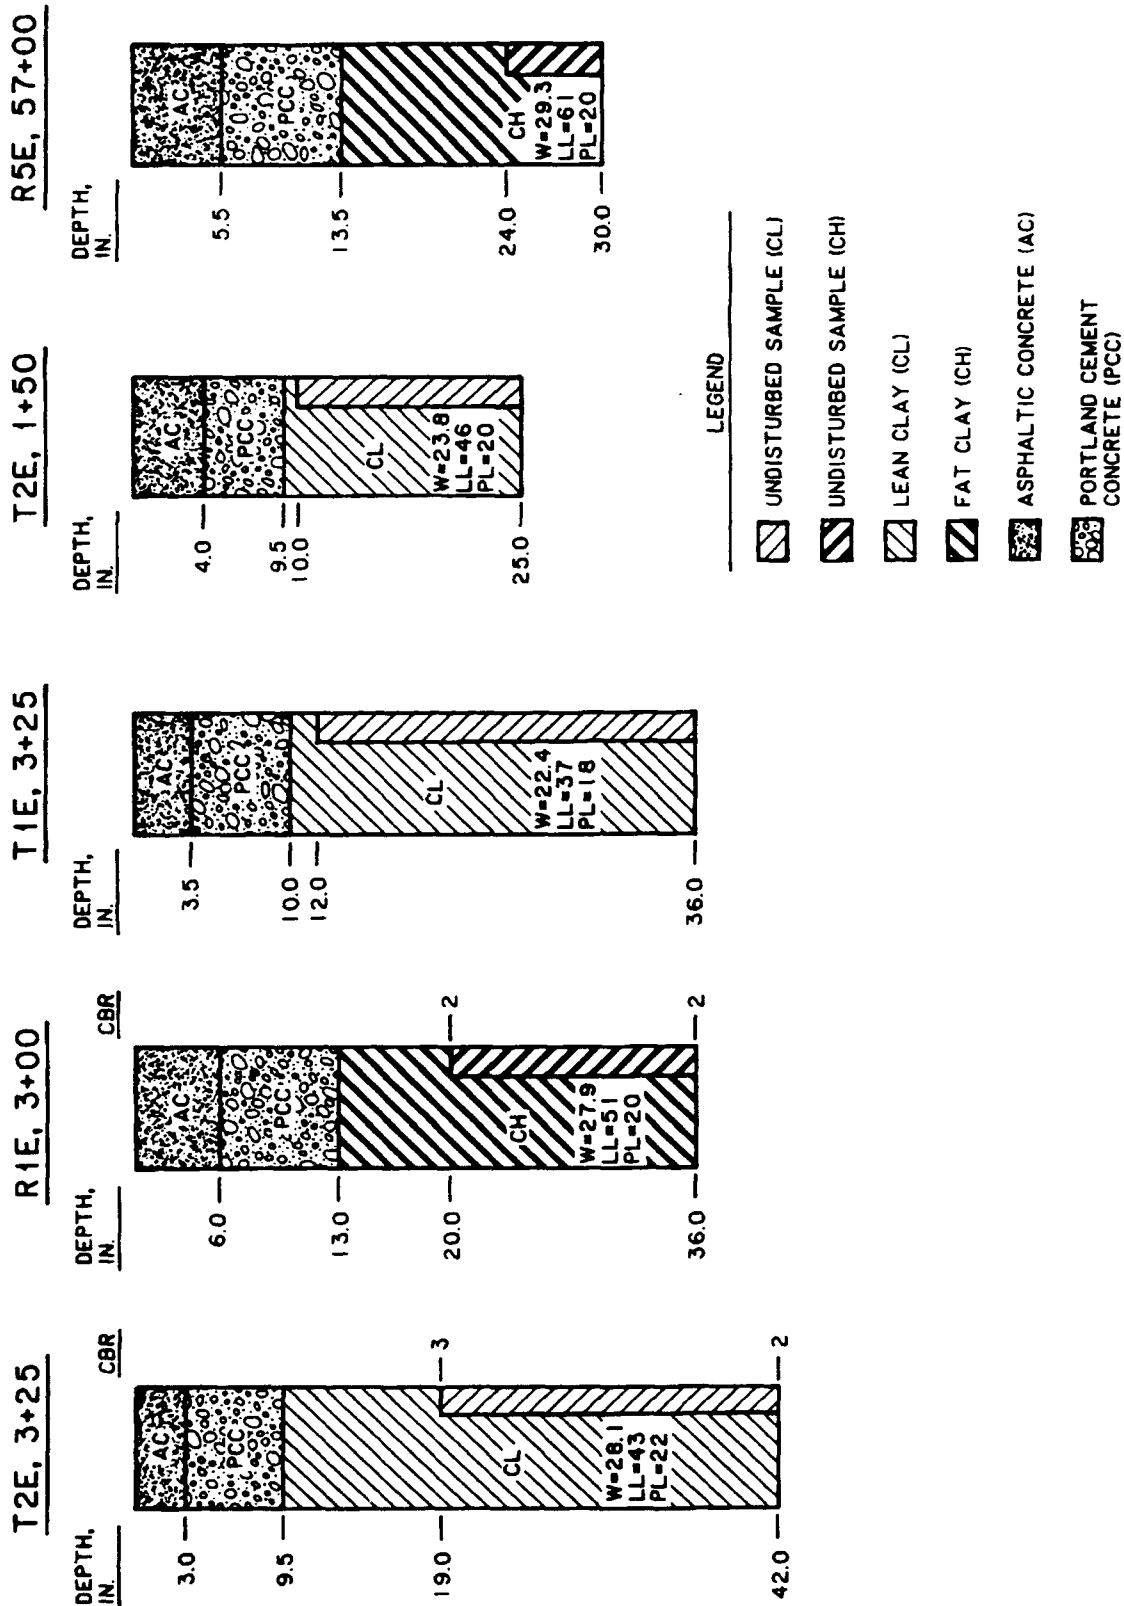 T2E, 3+25
DEPTH,
IN.
CBR
AC
3.0
PCC
9.5
19.0
3
CL
W=28.1
LL=43
PL=22
42.0
2
R1E, 3+00
DEPTH,
IN.
CBR
AC
6.0
PCC
13.0
20.0
2
CH
W=27.9
LL=51
PL=20
36.0
2
T1E, 3+25
DEPTH,
IN.
AC
3.5
PCC
10.0
12.0
CL
W=22.4
LL=37
PL=18
36.0
T2E, 1+50
DEPTH,
IN.
AC
4.0
PCC
9.5
10.0
CL
W=23.8
LL=46
PL=20
25.0
R5E, 57+00
DEPTH,
IN.
AC
5.5
PCC
13.5
24.0
CH
W=29.3
LL=61
PL=20
30.0
LEGEND
UNDISTURBED SAMPLE (CL)
UNDISTURBED SAMPLE (CH)
LEAN CLAY (CL)
FAT CLAY (CH)
ASPHALTIC CONCRETE (AC)
PORTLAND CEMENT
CONCRETE (PCC)